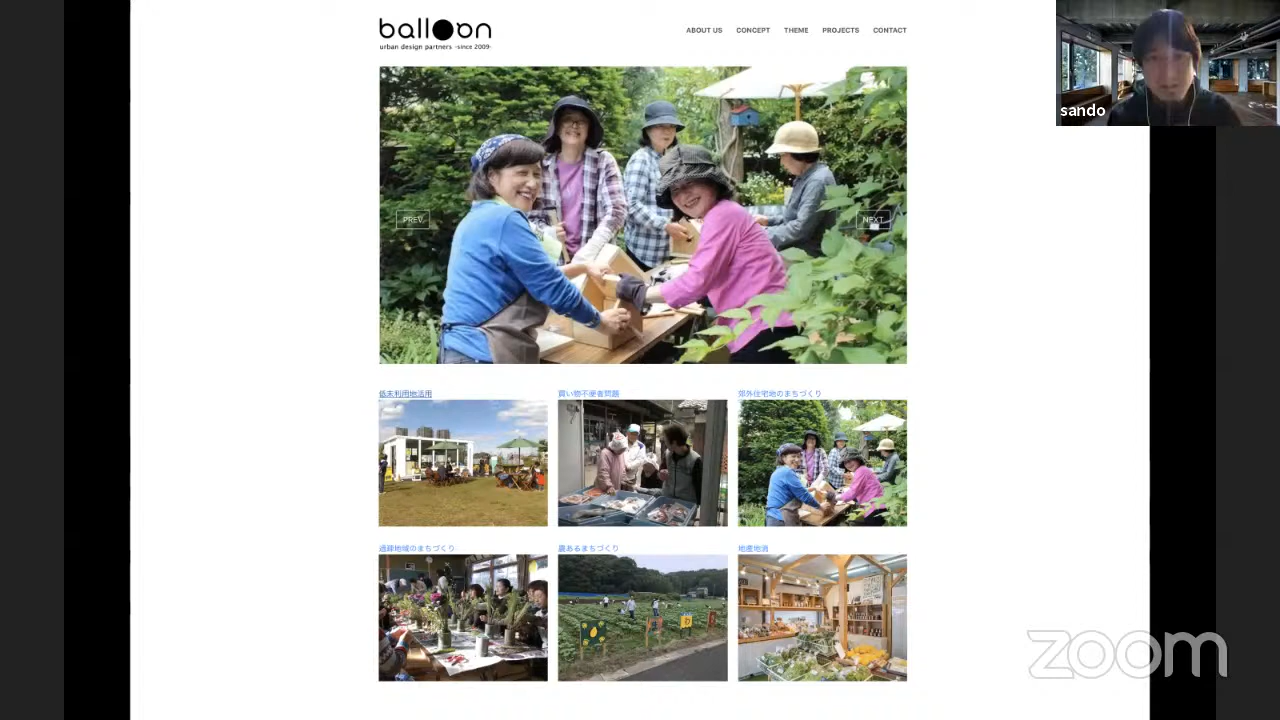 balloon
urban design partners -since 2009-
ABOUT US CONCEPT THEME PROJECTS CONTACT
sando
PREV
NEXT
低未利用地活用 買い物不便者問題 郊外住宅地のまちづくり
過疎地域のまちづくり 農あるまちづくり 地産地消
zoom